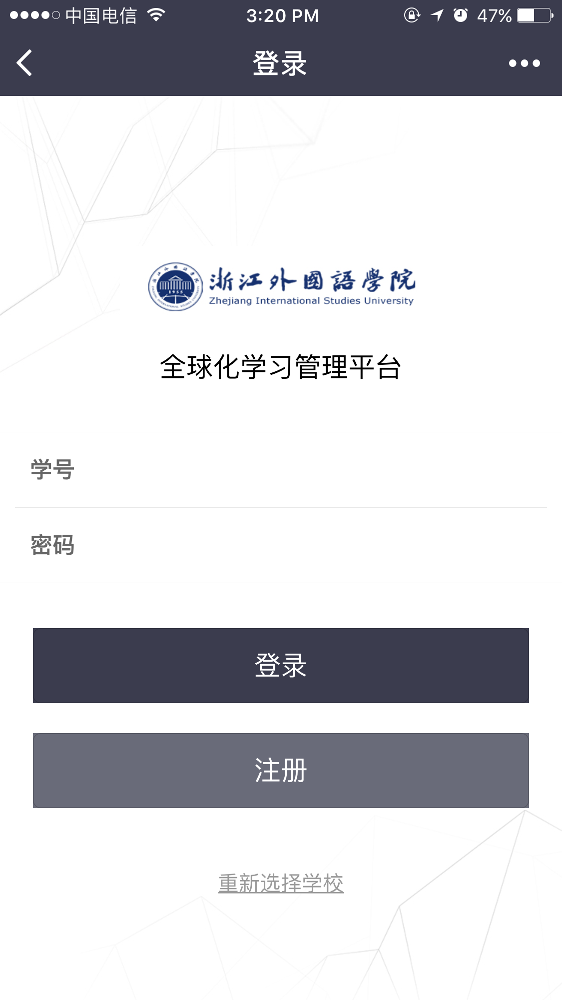 中国电信 3:20 PM 47%
登录
浙江外國語學院
Zhejiang International Studies University
1955
全球化学习管理平台
学号
密码
登录
注册
重新选择学校